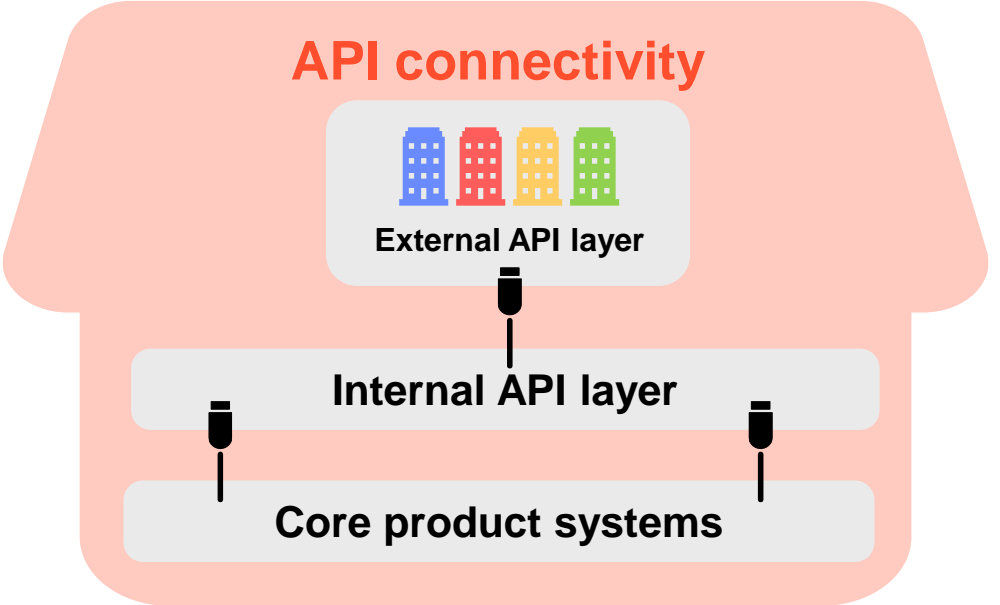 API connectivity
External API layer
Internal API layer
Core product systems